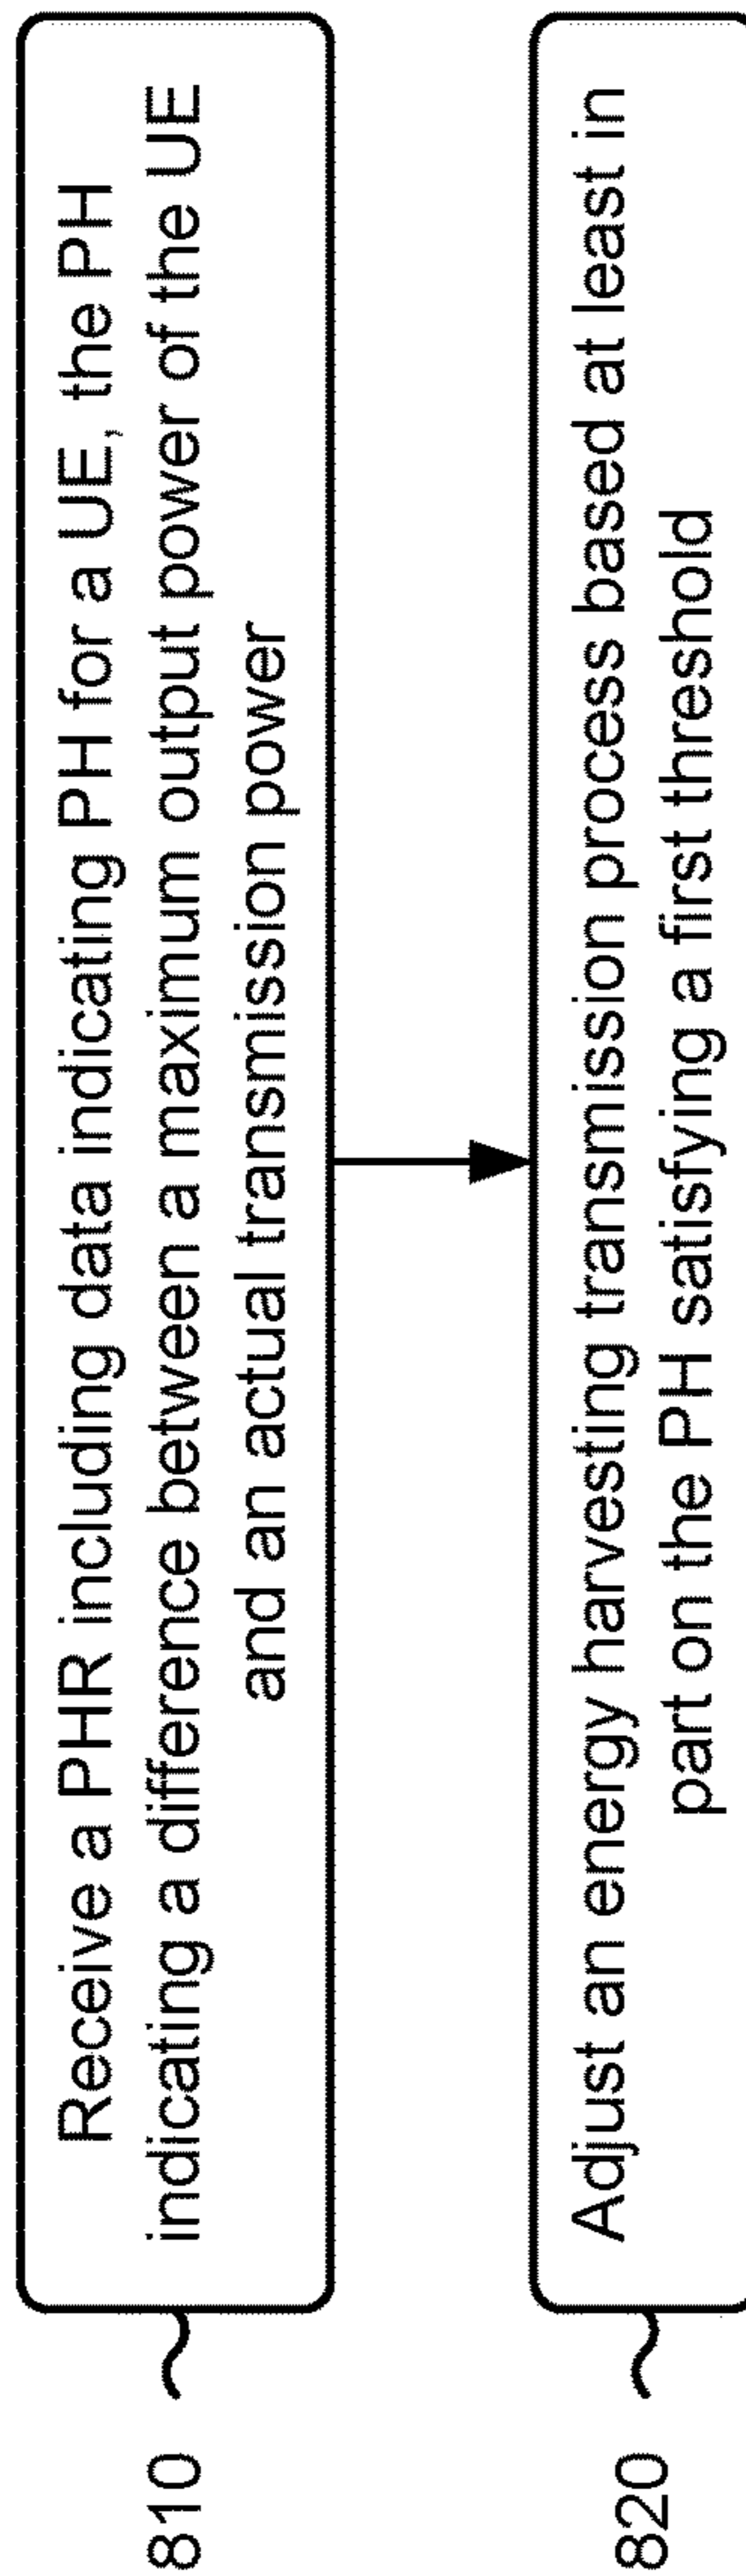 810
Receive a PHR including data indicating PH for a UE, the PH
indicating a difference between a maximum output power of the UE
and an actual transmission power
820
Adjust an energy harvesting transmission process based at least in
part on the PH satisfying a first threshold